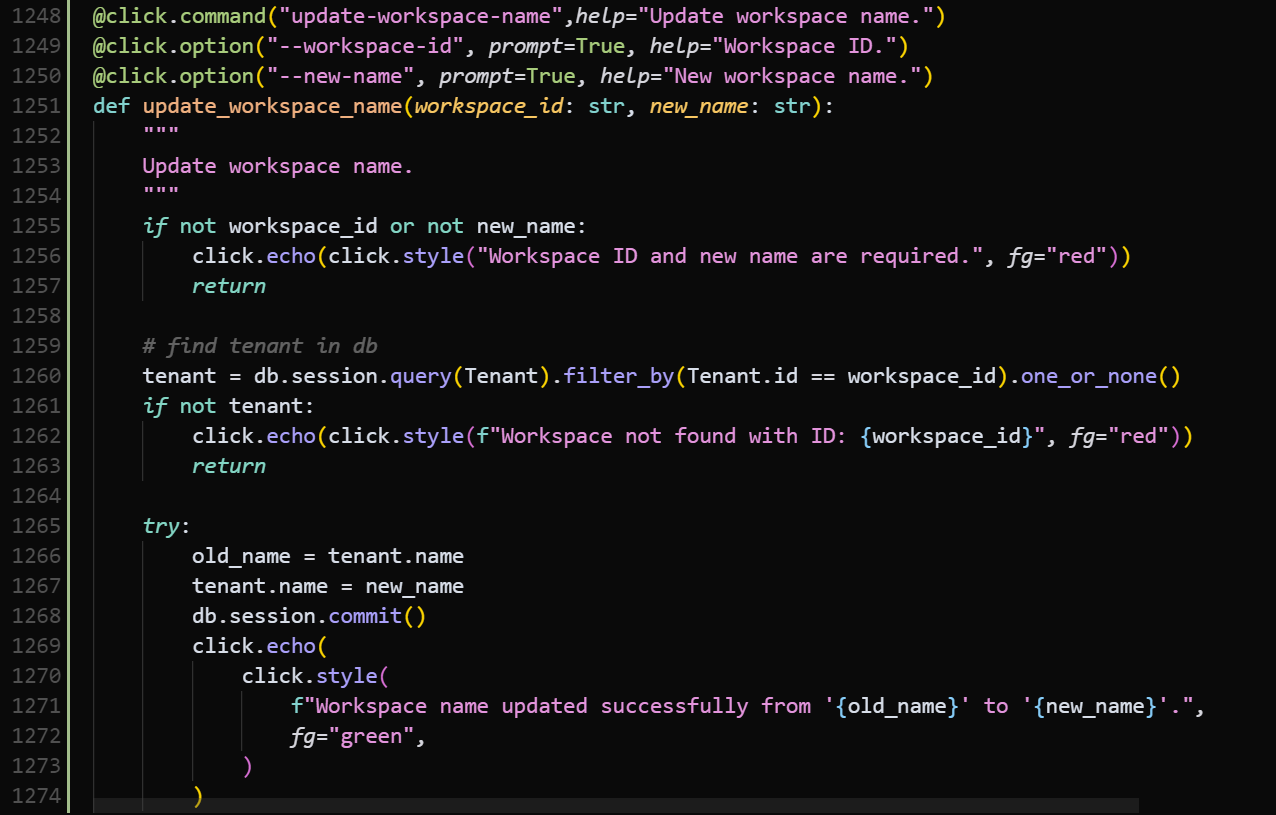 1248 @click.command("update-workspace-name",help="Update workspace name.")
1249 @click.option("--workspace-id", prompt=True, help="Workspace ID.")
1250 @click.option("--new-name", prompt=True, help="New workspace name.")
1251 def update_workspace_name(workspace_id: str, new_name: str):
1252     """
1253     Update workspace name.
1254     """
1255     if not workspace_id or not new_name:
1256         click.echo(click.style("Workspace ID and new name are required.", fg="red"))
1257         return
1258
1259     # find tenant in db
1260     tenant = db.session.query(Tenant).filter_by(Tenant.id == workspace_id).one_or_none()
1261     if not tenant:
1262         click.echo(click.style(f"Workspace not found with ID: {workspace_id}", fg="red"))
1263         return
1264
1265     try:
1266         old_name = tenant.name
1267         tenant.name = new_name
1268         db.session.commit()
1269         click.echo(
1270             click.style(
1271                 f"Workspace name updated successfully from '{old_name}' to '{new_name}'.",
1272                 fg="green",
1273             )
1274         )